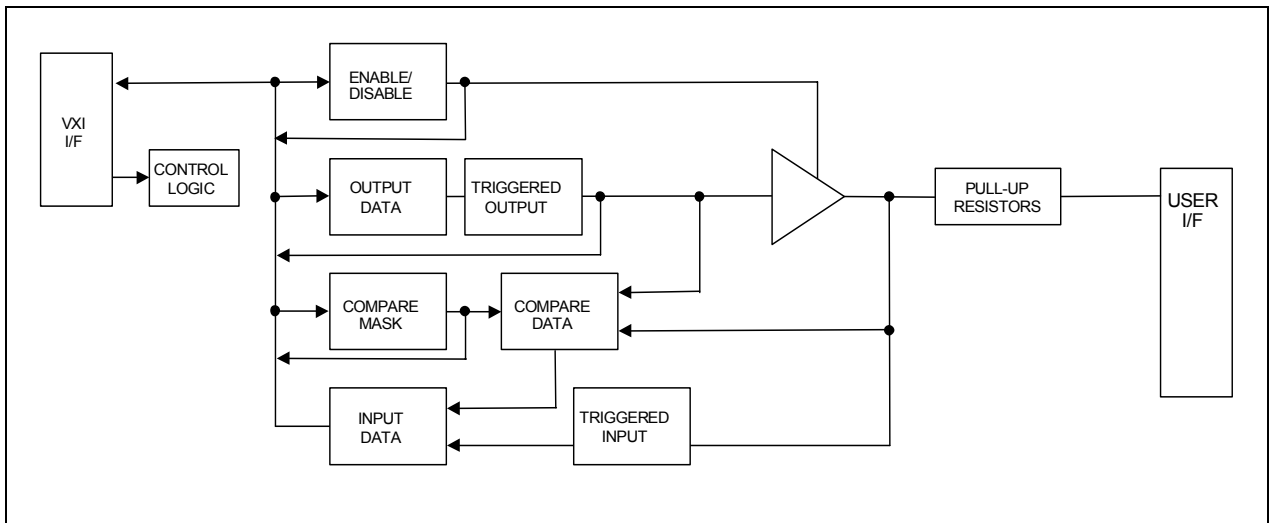 VXI
I/F
CONTROL
LOGIC
ENABLE/
DISABLE
OUTPUT
DATA
TRIGGERED
OUTPUT
COMPARE
MASK
COMPARE
DATA
INPUT
DATA
TRIGGERED
INPUT
PULL-UP
RESISTORS
USER
I/F